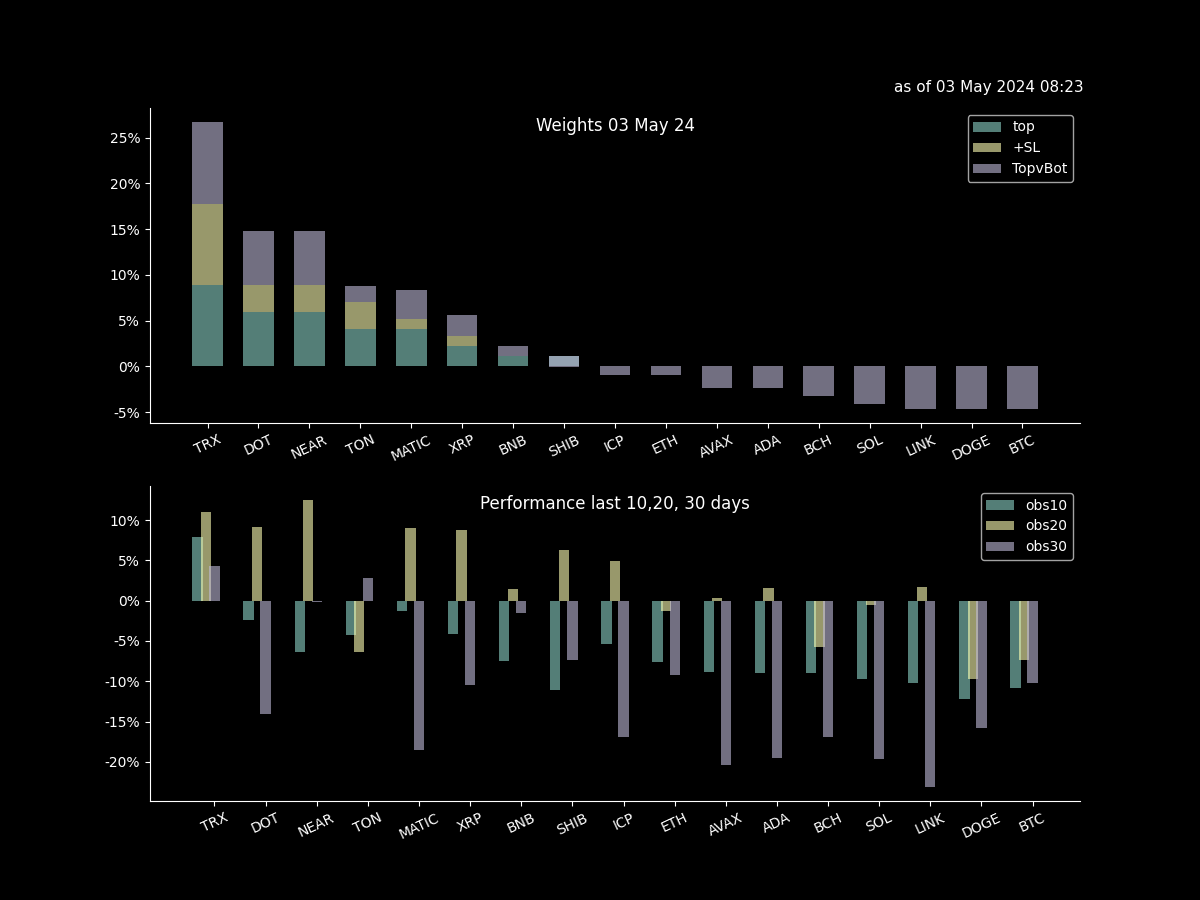 as of 03 May 2024 08:23
Weights 03 May 24
top
+SL
TopvBot
25%
20%
15%
10%
5%
0%
-5%
TRX DOT NEAR TON MATIC XRP BNB SHIB ICP ETH AVAX ADA BCH SOL LINK DOGE BTC
Performance last 10,20, 30 days
obs10
obs20
obs30
10%
5%
0%
-5%
-10%
-15%
-20%
TRX DOT NEAR TON MATIC XRP BNB SHIB ICP ETH AVAX ADA BCH SOL LINK DOGE BTC